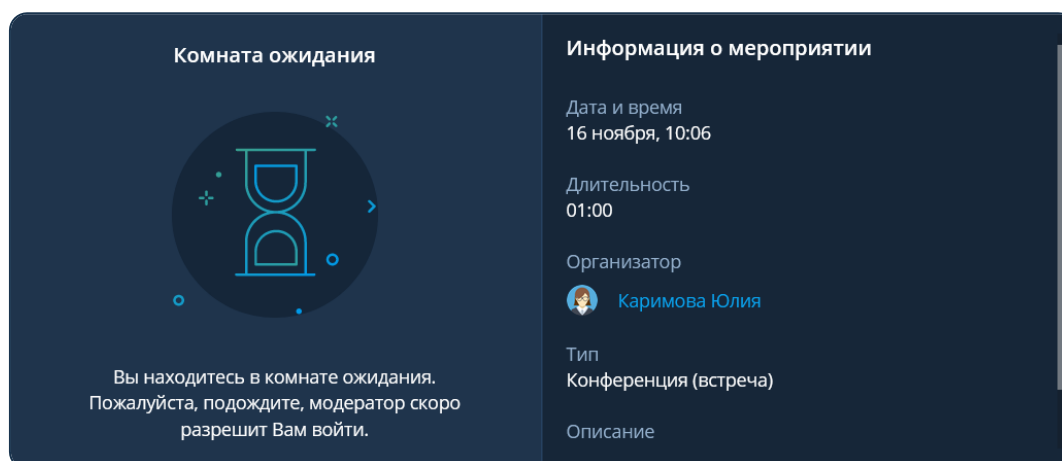 Комната ожидания
Вы находитесь в комнате ожидания.
Пожалуйста, подождите, модератор скоро
разрешит Вам войти.
Информация о мероприятии
Дата и время
16 ноября, 10:06
Длительность
01:00
Организатор
Каримова Юлия
Тип
Конференция (встреча)
Описание